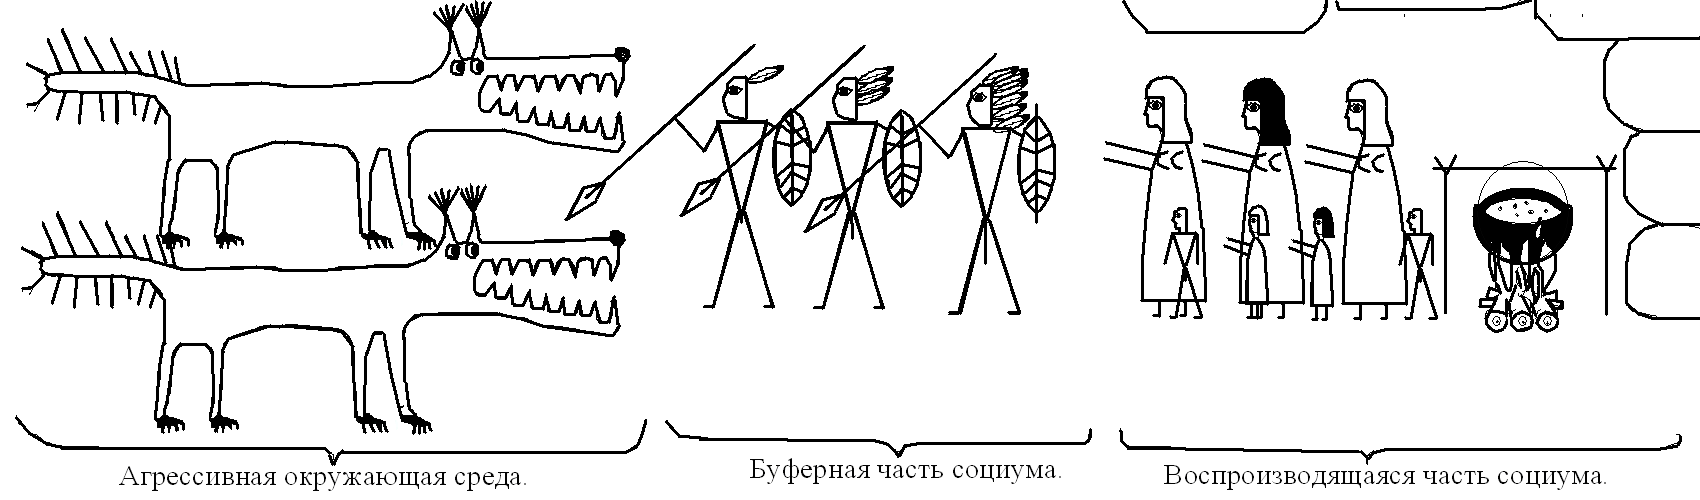 Агрессивная окружающая среда.
Буферная часть социума.
Воспроизводящаяся часть социума.